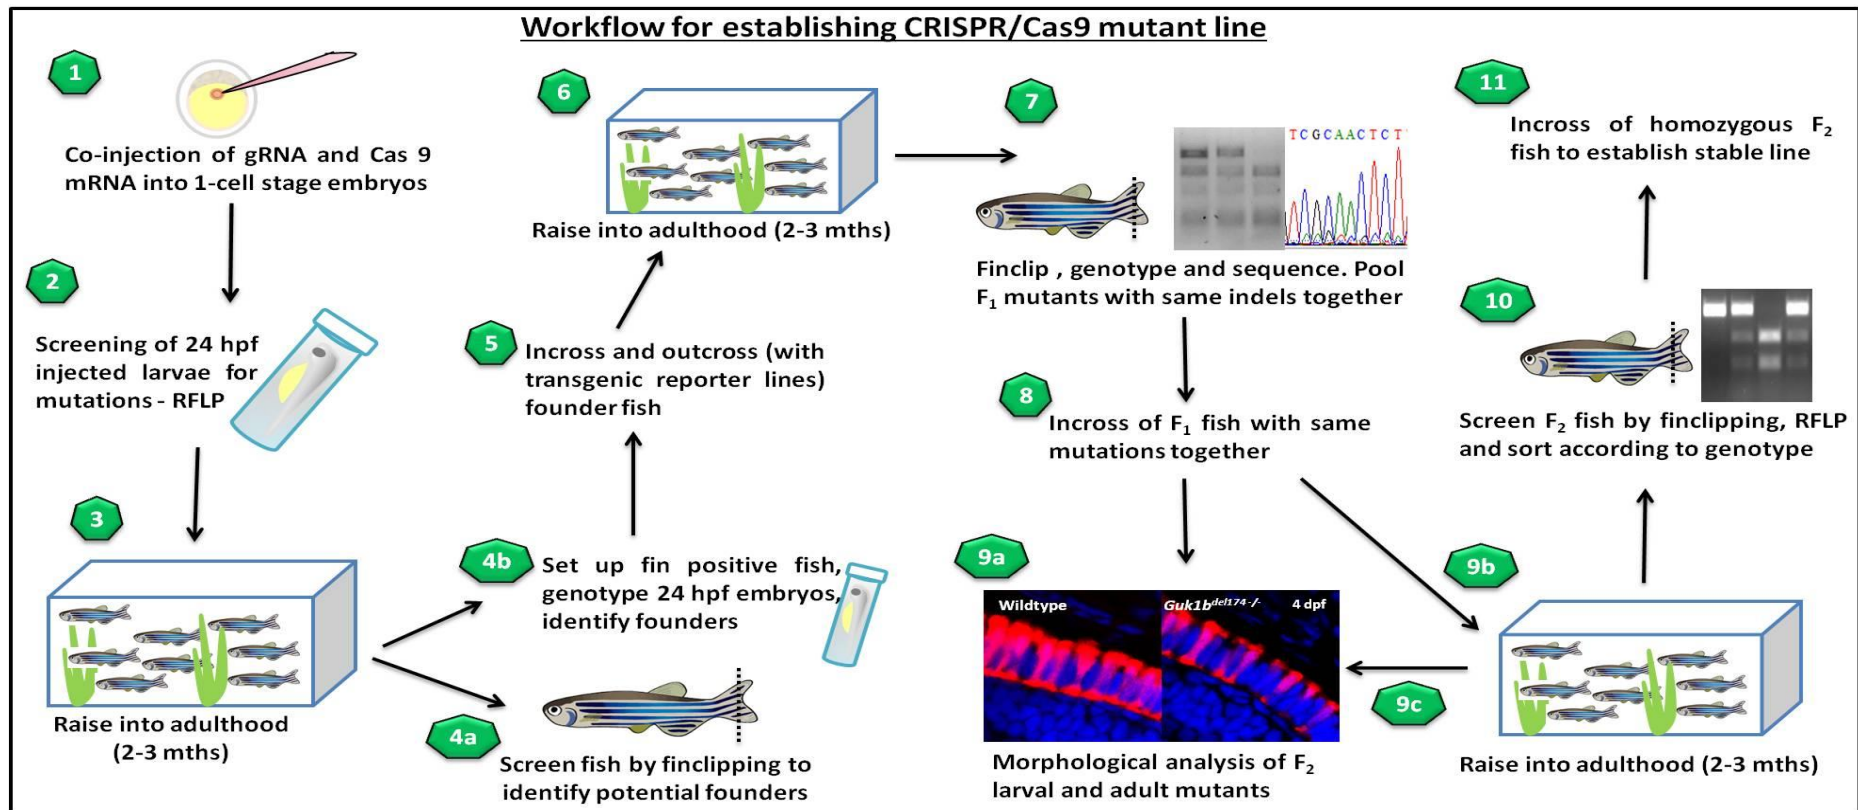 Workflow for establishing CRISPR/Cas9 mutant line
1
Co-injection of gRNA and Cas 9
mRNA into 1-cell stage embryos
2
Screening of 24 hpf
injected larvae for
mutations - RFLP
3
Raise into adulthood
(2-3 mths)
4a
Screen fish by finclipping to
identify potential founders
4b
Set up fin positive fish,
genotype 24 hpf embryos,
identify founders
5
Incross and outcross (with
transgenic reporter lines)
founder fish
6
Raise into adulthood (2-3 mths)
7
TCGCAACTCT
Finclip , genotype and sequence. Pool
F1 mutants with same indels together
8
Incross of F1 fish with same
mutations together
9a
Wildtype
Guk1bdel174-/-
4 dpf
Morphological analysis of F2
larval and adult mutants
9b
Raise into adulthood (2-3 mths)
9c
10
Screen F2 fish by finclipping, RFLP
and sort according to genotype
11
Incross of homozygous F2
fish to establish stable line